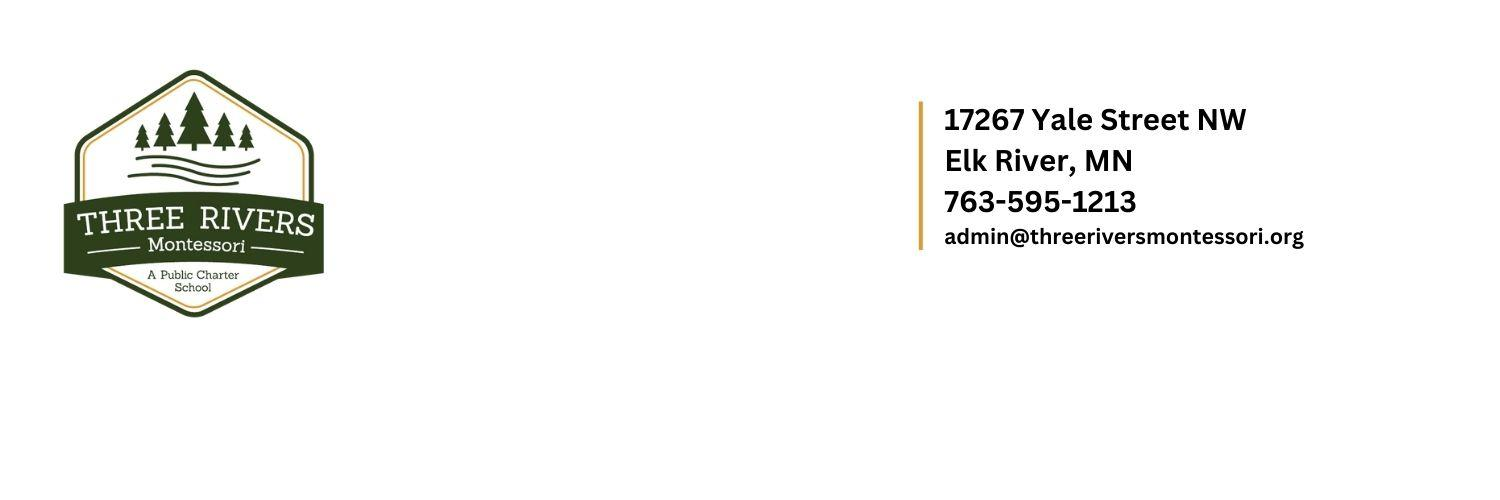 THREE RIVERS
Montessori
A Public Charter
School
17267 Yale Street NW
Elk River, MN
763-595-1213
admin@threeriversmontessori.org